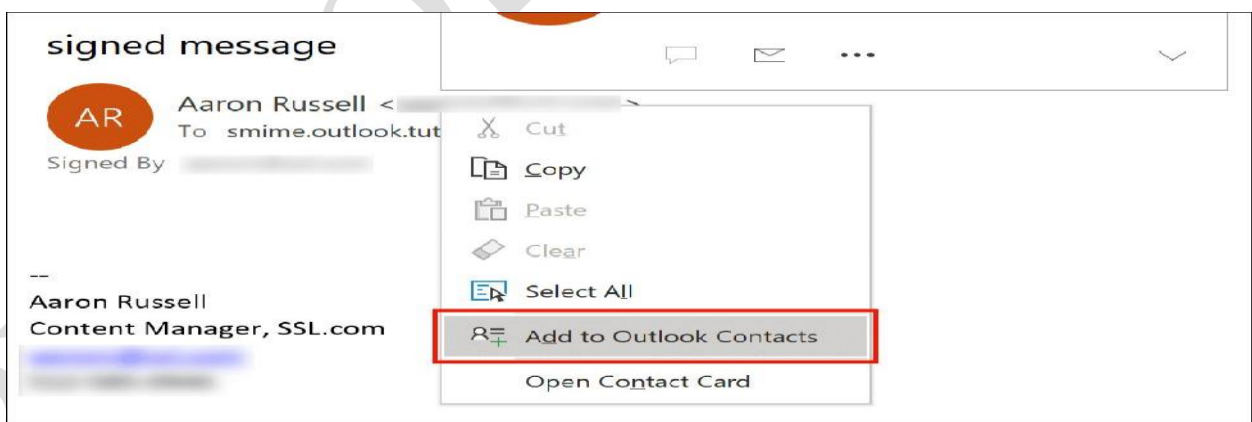 signed message
AR
Aaron Russell <
>
To smime.outlook.tut
Signed By
Cut
Copy
Paste
Clear
Select All
Add to Outlook Contacts
Open Contact Card
--
Aaron Russell
Content Manager, SSL.com